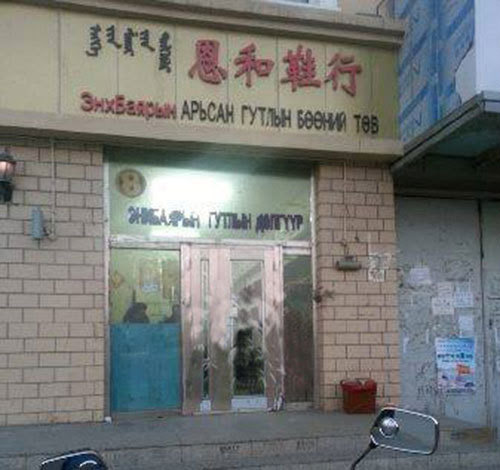 恩和鞋行
ЭнхБаярын АРЬСАН ГУТЛЫН БӨӨНИЙ ТӨВ
ЭНХБАЯРЫН ГУТЛЫН ДЭЛГҮҮР